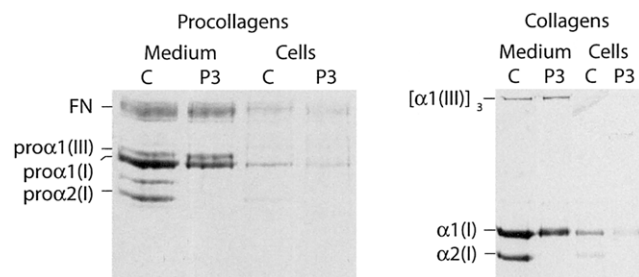 Procollagens
Medium Cells
C P3 C P3
FN
proα1(III)
proα1(I)
proα2(I)
Collagens
Medium Cells
C P3 C P3
[α1(III)] 3
α1(I)
α2(I)